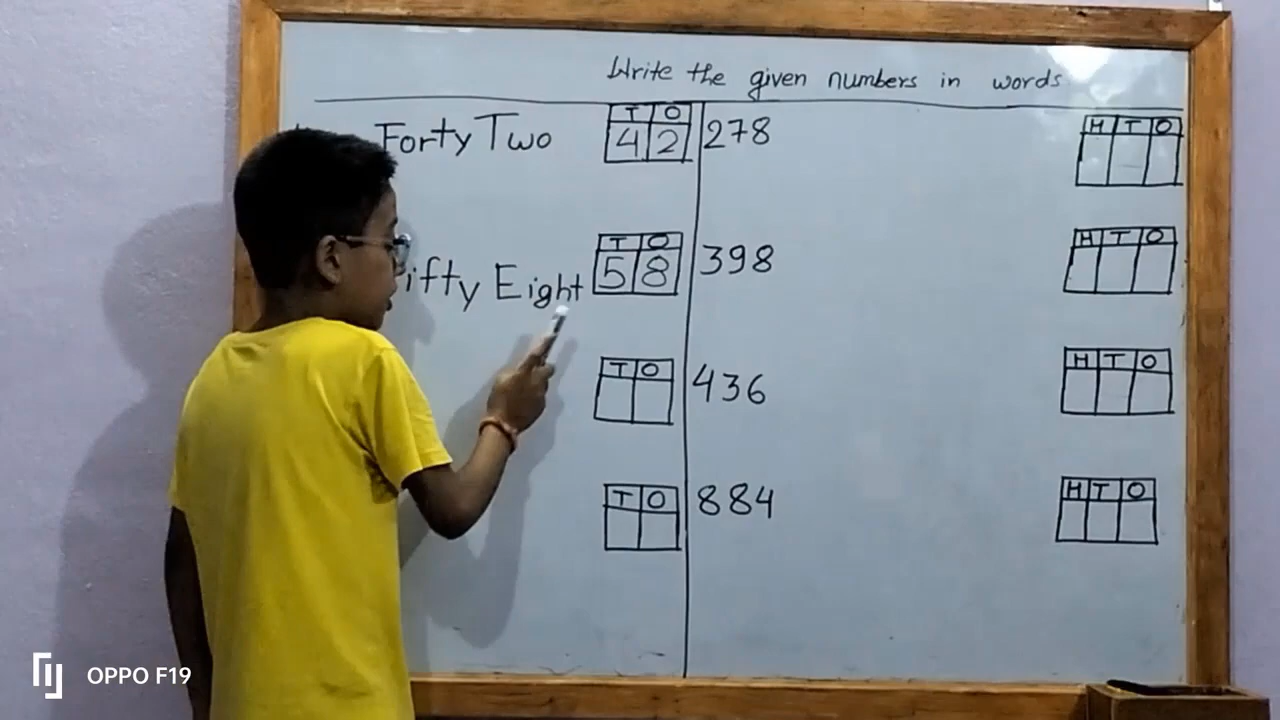 Write the given numbers in words
Forty Two T O 4 2 278 H T O
ifty Eight T O 5 8 398 H T O
T O 436 H T O
T O 884 H T O
OPPO F19